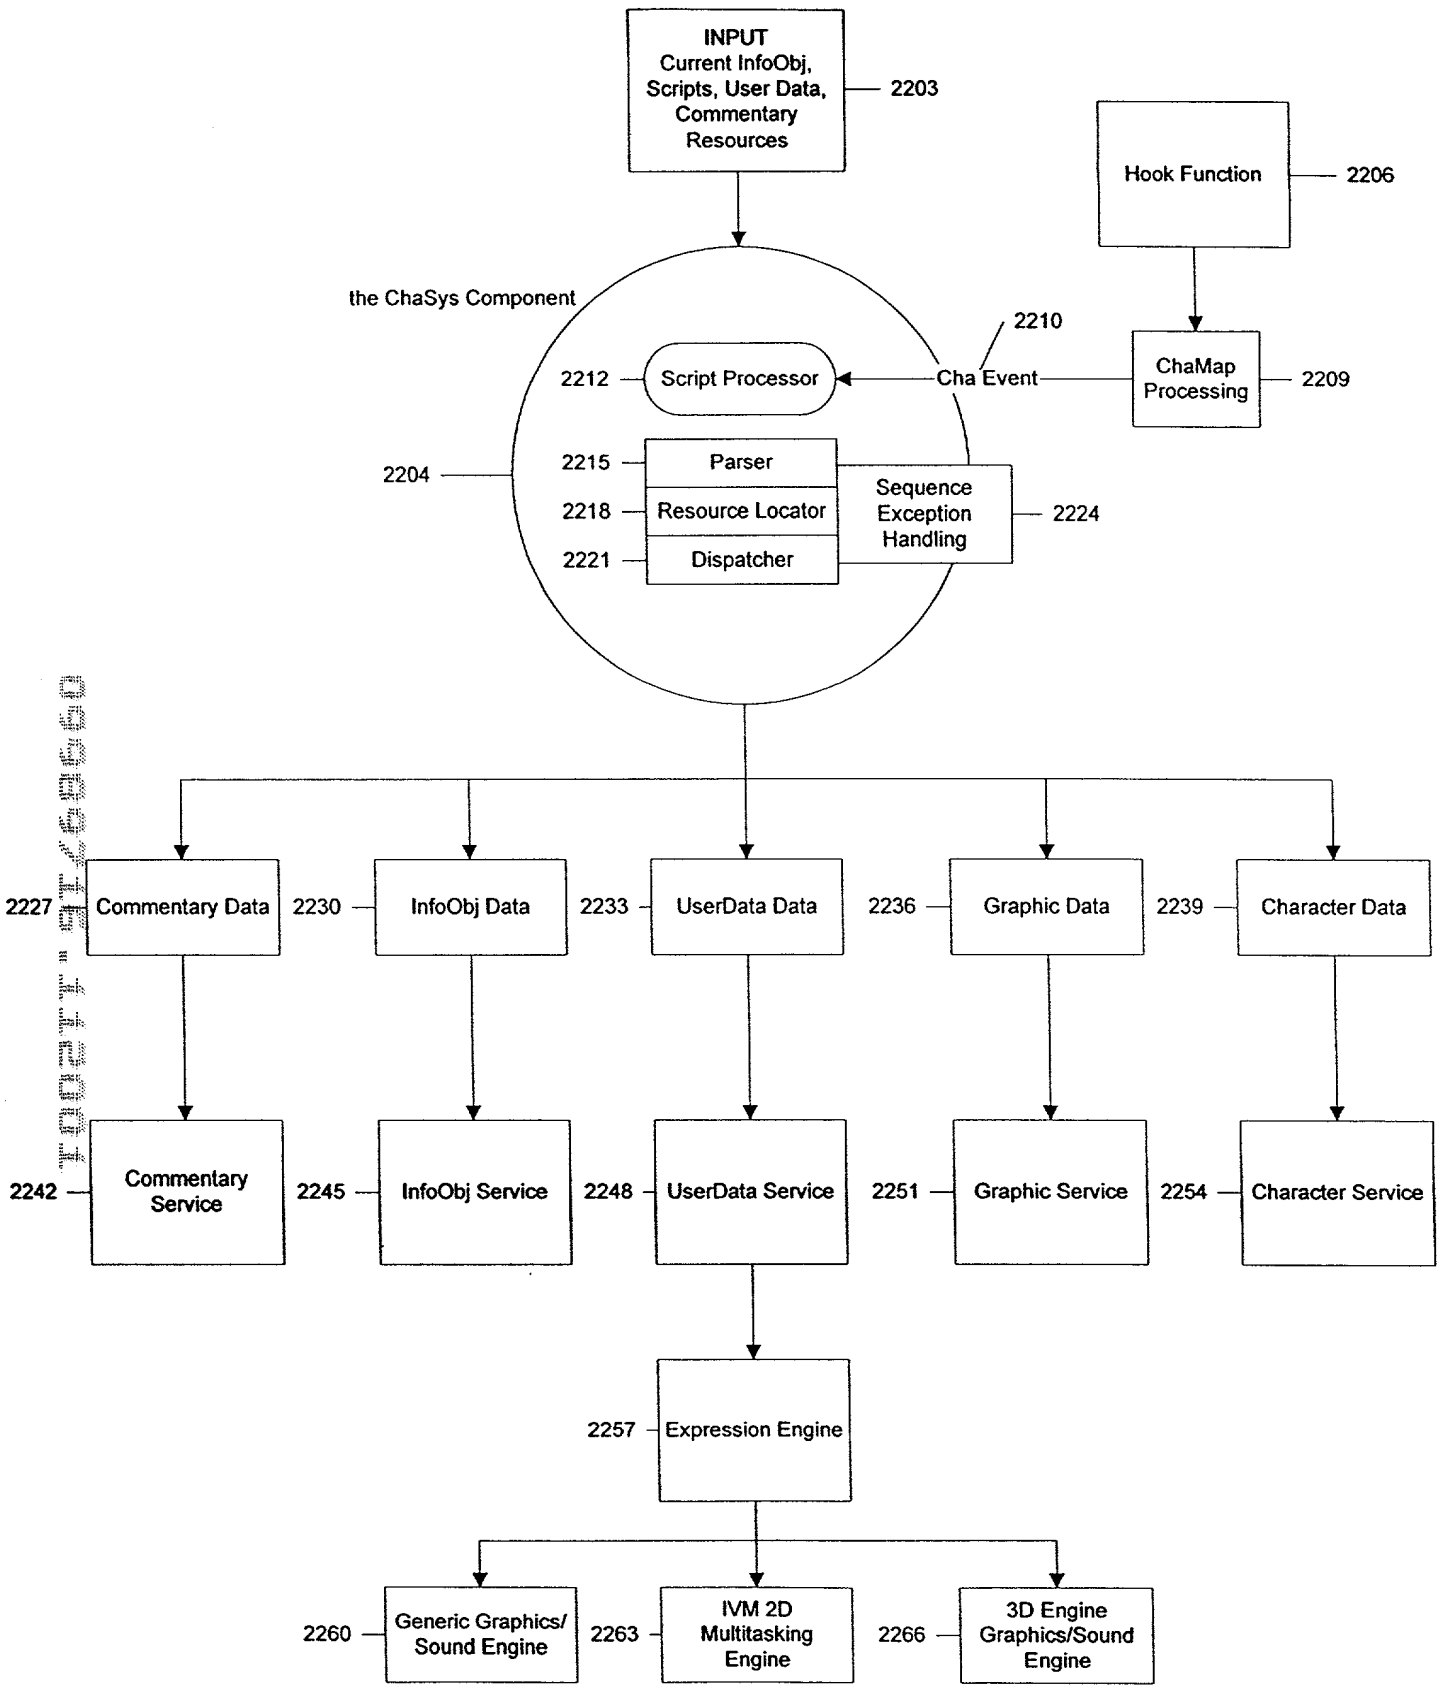 INPUT
Current InfoObj,
Scripts, User Data,
Commentary
Resources
2203
Hook Function
2206
the ChaSys Component
2210
2212
Script Processor
Cha Event
ChaMap
Processing
2209
2204
2215
Parser
2218
Resource Locator
2221
Dispatcher
Sequence
Exception
Handling
2224
2227
Commentary Data
2230
InfoObj Data
2233
UserData Data
2236
Graphic Data
2239
Character Data
2242
Commentary
Service
2245
InfoObj Service
2248
UserData Service
2251
Graphic Service
2254
Character Service
2257
Expression Engine
2260
Generic Graphics/
Sound Engine
2263
IVM 2D
Multitasking
Engine
2266
3D Engine
Graphics/Sound
Engine